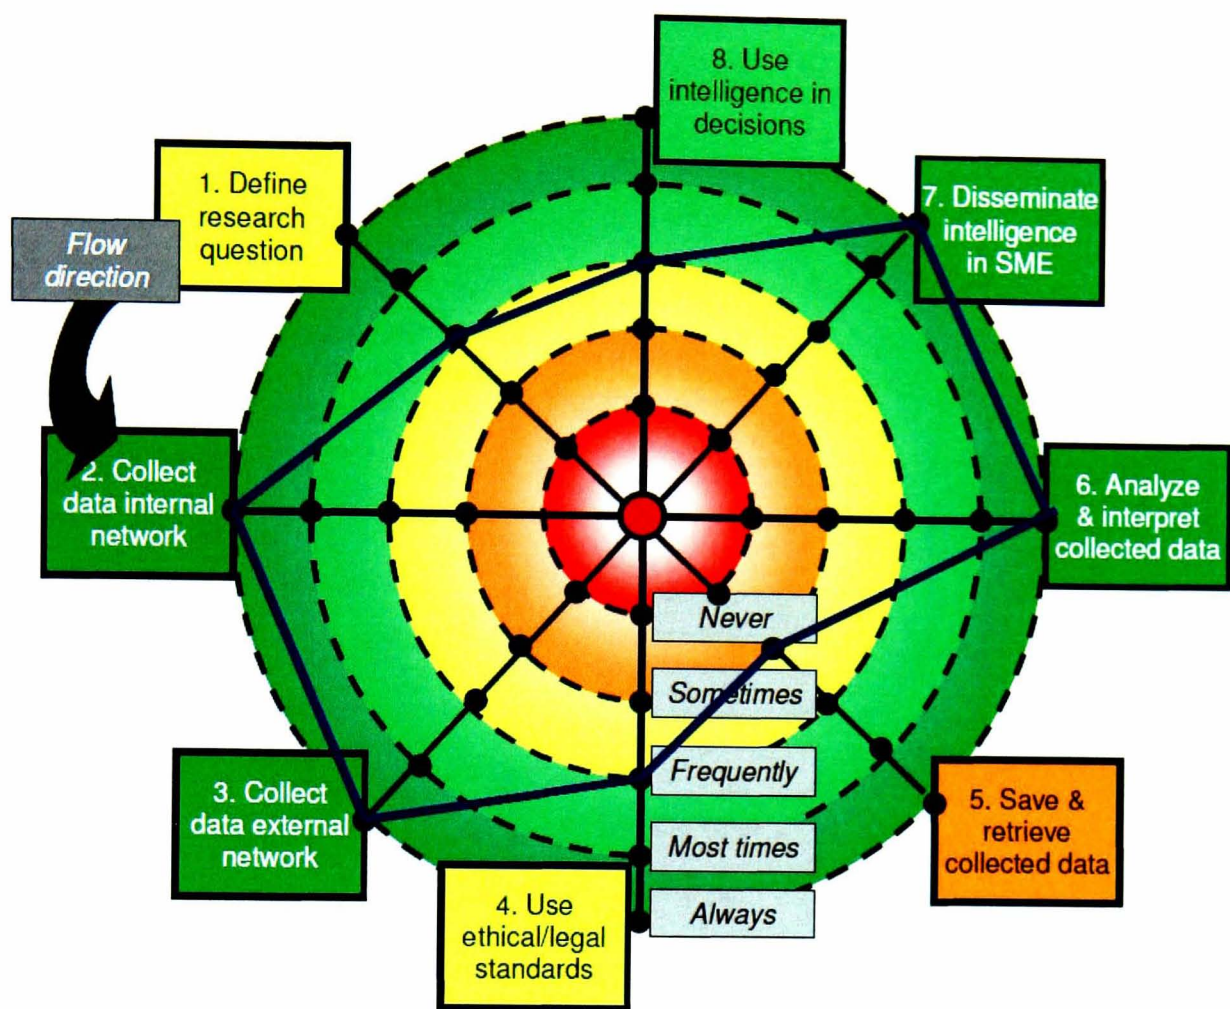 8. Use
intelligence in
decisions
1. Define
research
question
Flow
direction
7. Disseminate
intelligence
in SME
2. Collect
data internal
network
6. Analyze
& interpret
collected data
Never
Sometimes
Frequently
Most times
Always
3. Collect
data external
network
4. Use
ethical/legal
standards
5. Save &
retrieve
collected data